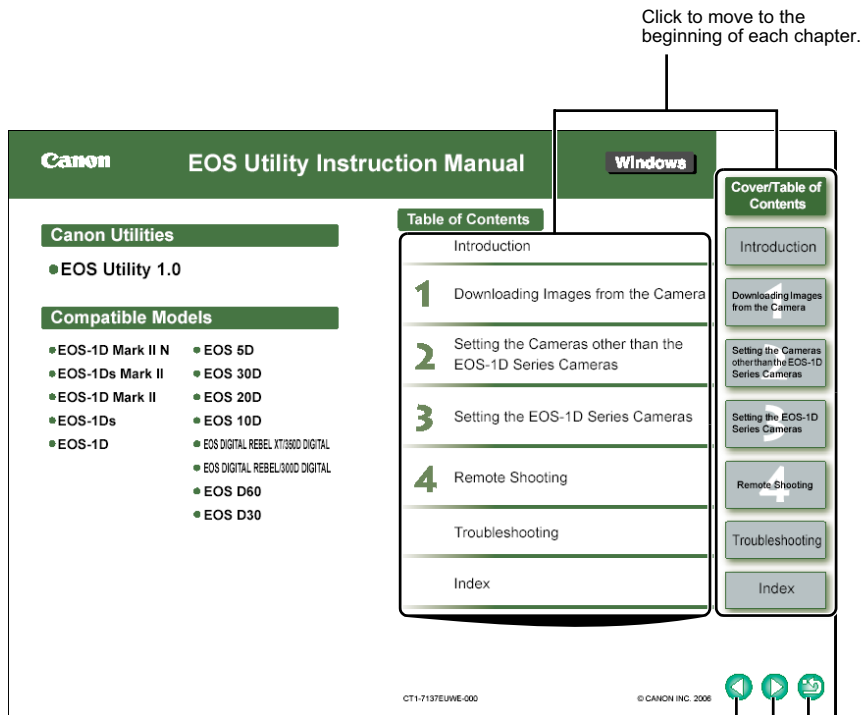 Click to move to the
beginning of each chapter.
Canon
EOS Utility Instruction Manual
Windows
Canon Utilities
EOS Utility 1.0
Compatible Models
EOS-1D Mark II N
EOS-1Ds Mark II
EOS-1D Mark II
EOS-1Ds
EOS-1D
EOS 5D
EOS 30D
EOS 20D
EOS 10D
EOS DIGITAL REBEL XT/350D DIGITAL
EOS DIGITAL REBEL/300D DIGITAL
EOS D60
EOS D30
Table of Contents
Introduction
1 Downloading Images from the Camera
2 Setting the Cameras other than the
EOS-1D Series Cameras
3 Setting the EOS-1D Series Cameras
4 Remote Shooting
Troubleshooting
Index
Cover/Table of
Contents
Introduction
1
Downloading Images
from the Camera
2
Setting the Cameras
other than the EOS-1D
Series Cameras
3
Setting the EOS-1D
Series Cameras
4
Remote Shooting
Troubleshooting
Index
CT1-7137EUWE-000
© CANON INC. 2006